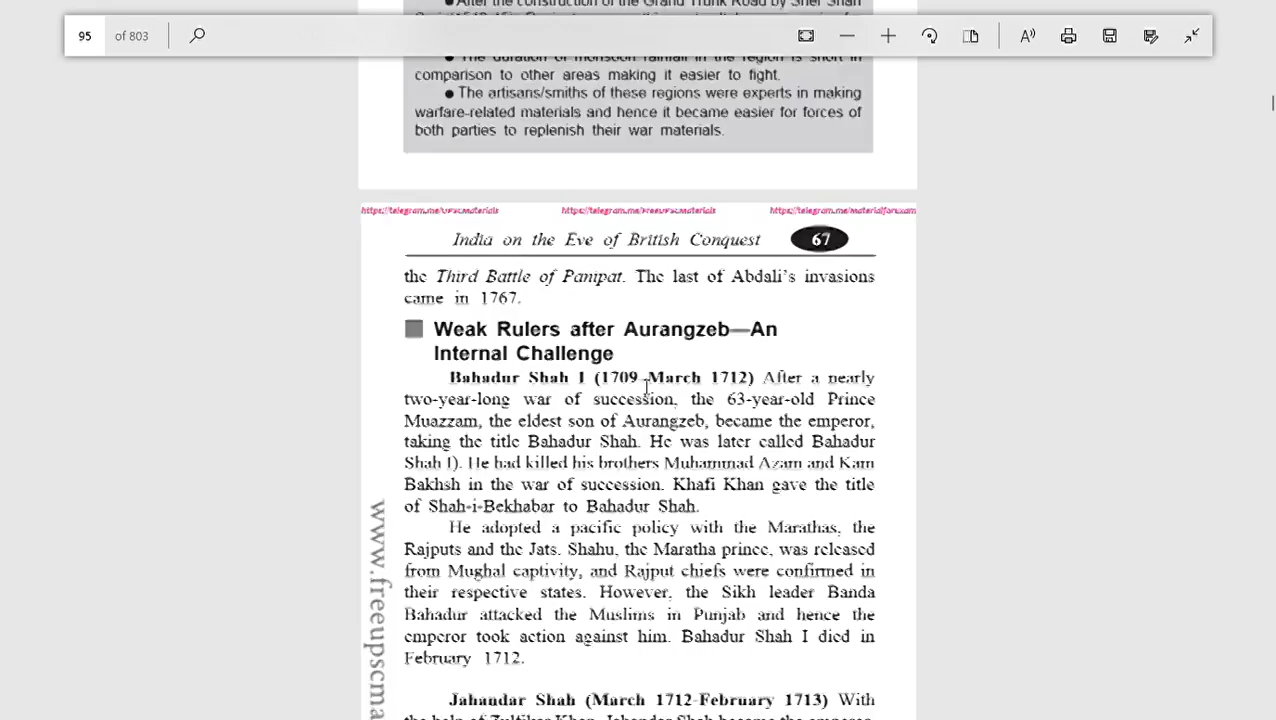 ●After the construction of the Grand Trunk Road by Sher Shah
95 of 803
● The duration of monsoon rainfall in the region is short in
comparison to other areas making it easier to fight.
● The artisans/smiths of these regions were experts in making
warfare-related materials and hence it became easier for forces of
both parties to replenish their war materials.
https://telegram.me/UPSCMaterials https://telegram.me/FreeUPSCMaterials https://telegram.me/MaterialforExam
India on the Eve of British Conquest 67
the Third Battle of Panipat. The last of Abdali's invasions
came in 1767.
Weak Rulers after Aurangzeb—An
Internal Challenge
Bahadur Shah I (1709-March 1712) After a nearly
two-year-long war of succession, the 63-year-old Prince
Muazzam, the eldest son of Aurangzeb, became the emperor,
taking the title Bahadur Shah. He was later called Bahadur
Shah I). He had killed his brothers Muhammad Azam and Kam
Bakhsh in the war of succession. Khafi Khan gave the title
of Shah-i-Bekhabar to Bahadur Shah.
He adopted a pacific policy with the Marathas, the
Rajputs and the Jats. Shahu, the Maratha prince, was released
from Mughal captivity, and Rajput chiefs were confirmed in
their respective states. However, the Sikh leader Banda
Bahadur attacked the Muslims in Punjab and hence the
emperor took action against him. Bahadur Shah I died in
February 1712.
www.freeupscma
Jahandar Shah (March 1712-February 1713) With
the help of Zulfikar Khan, Jahandar Shah became the emperor.